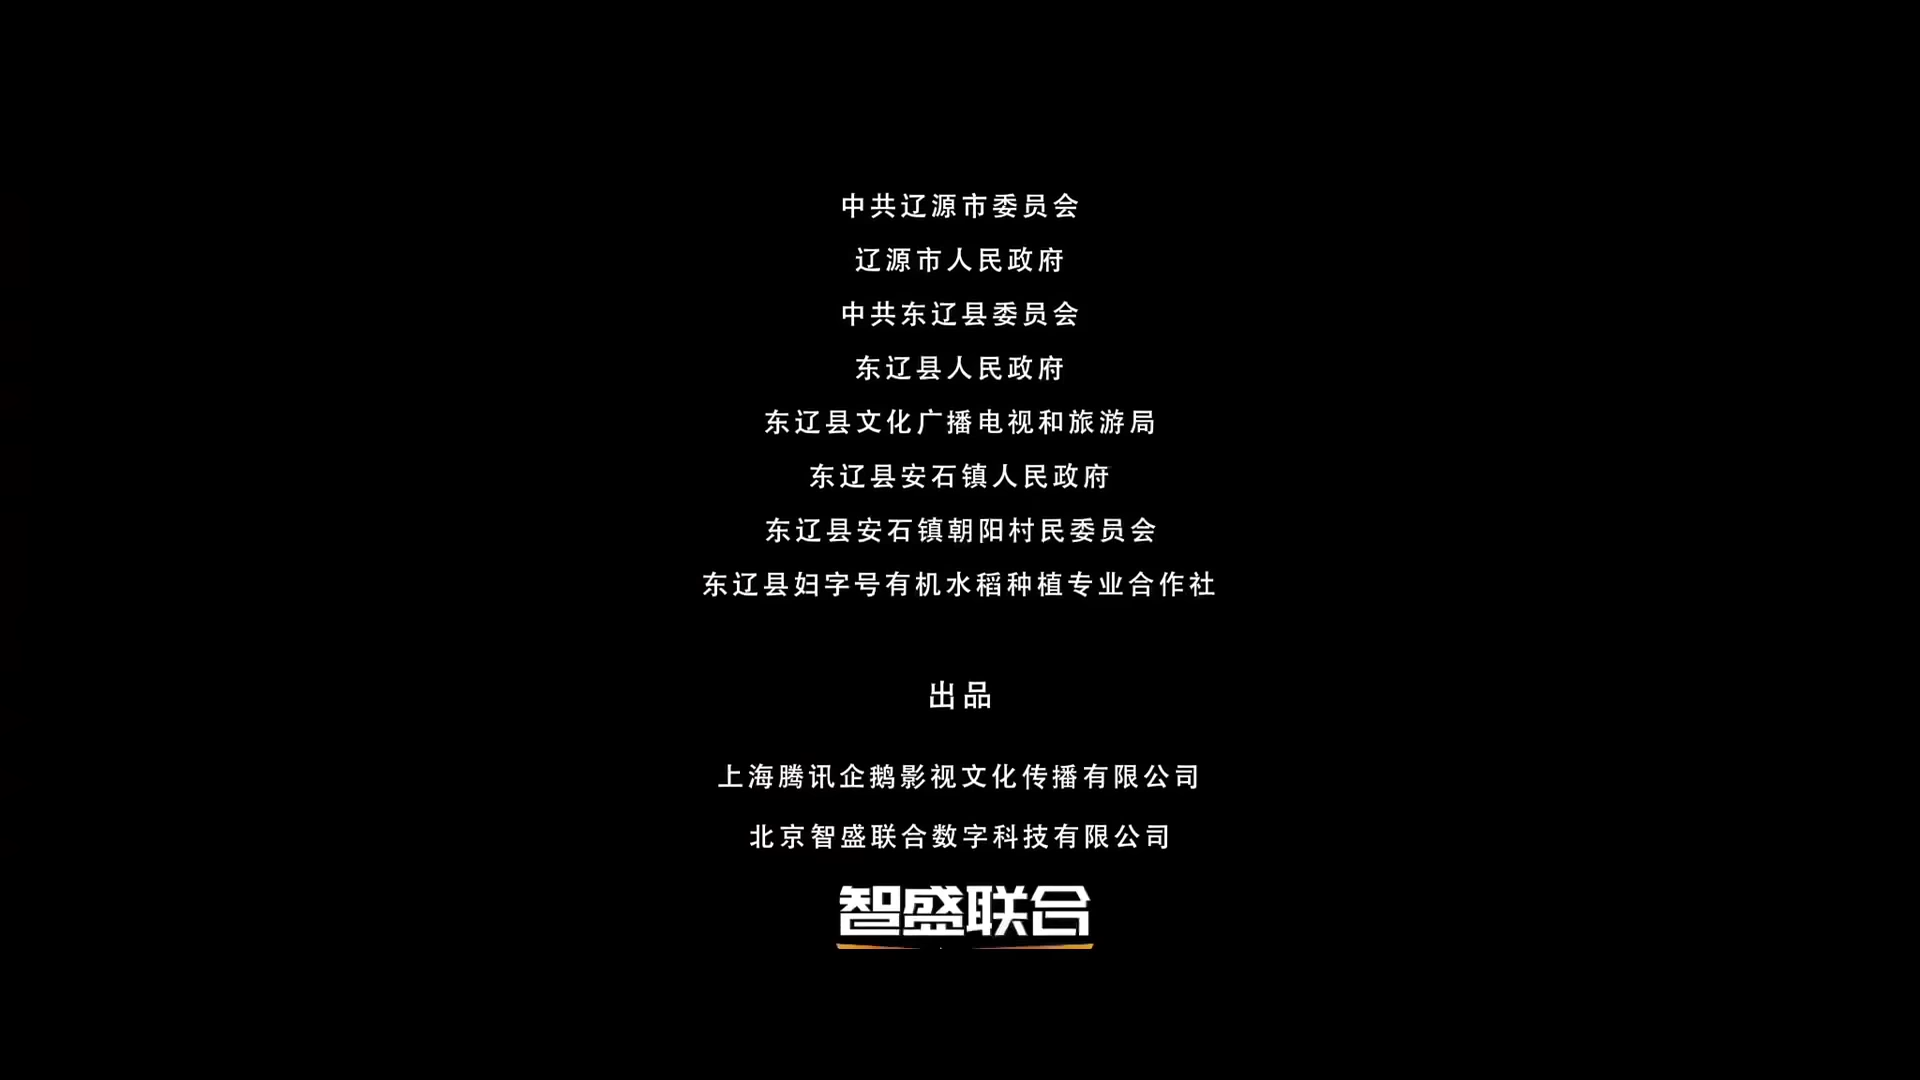 中共辽源市委员会
辽源市人民政府
中共东辽县委员会
东辽县人民政府
东辽县文化广播电视和旅游局
东辽县安石镇人民政府
东辽县安石镇朝阳村民委员会
东辽县妇字号有机水稻种植专业合作社
出品
上海腾讯企鹅影视文化传播有限公司
北京智盛联合数字科技有限公司
智盛联合